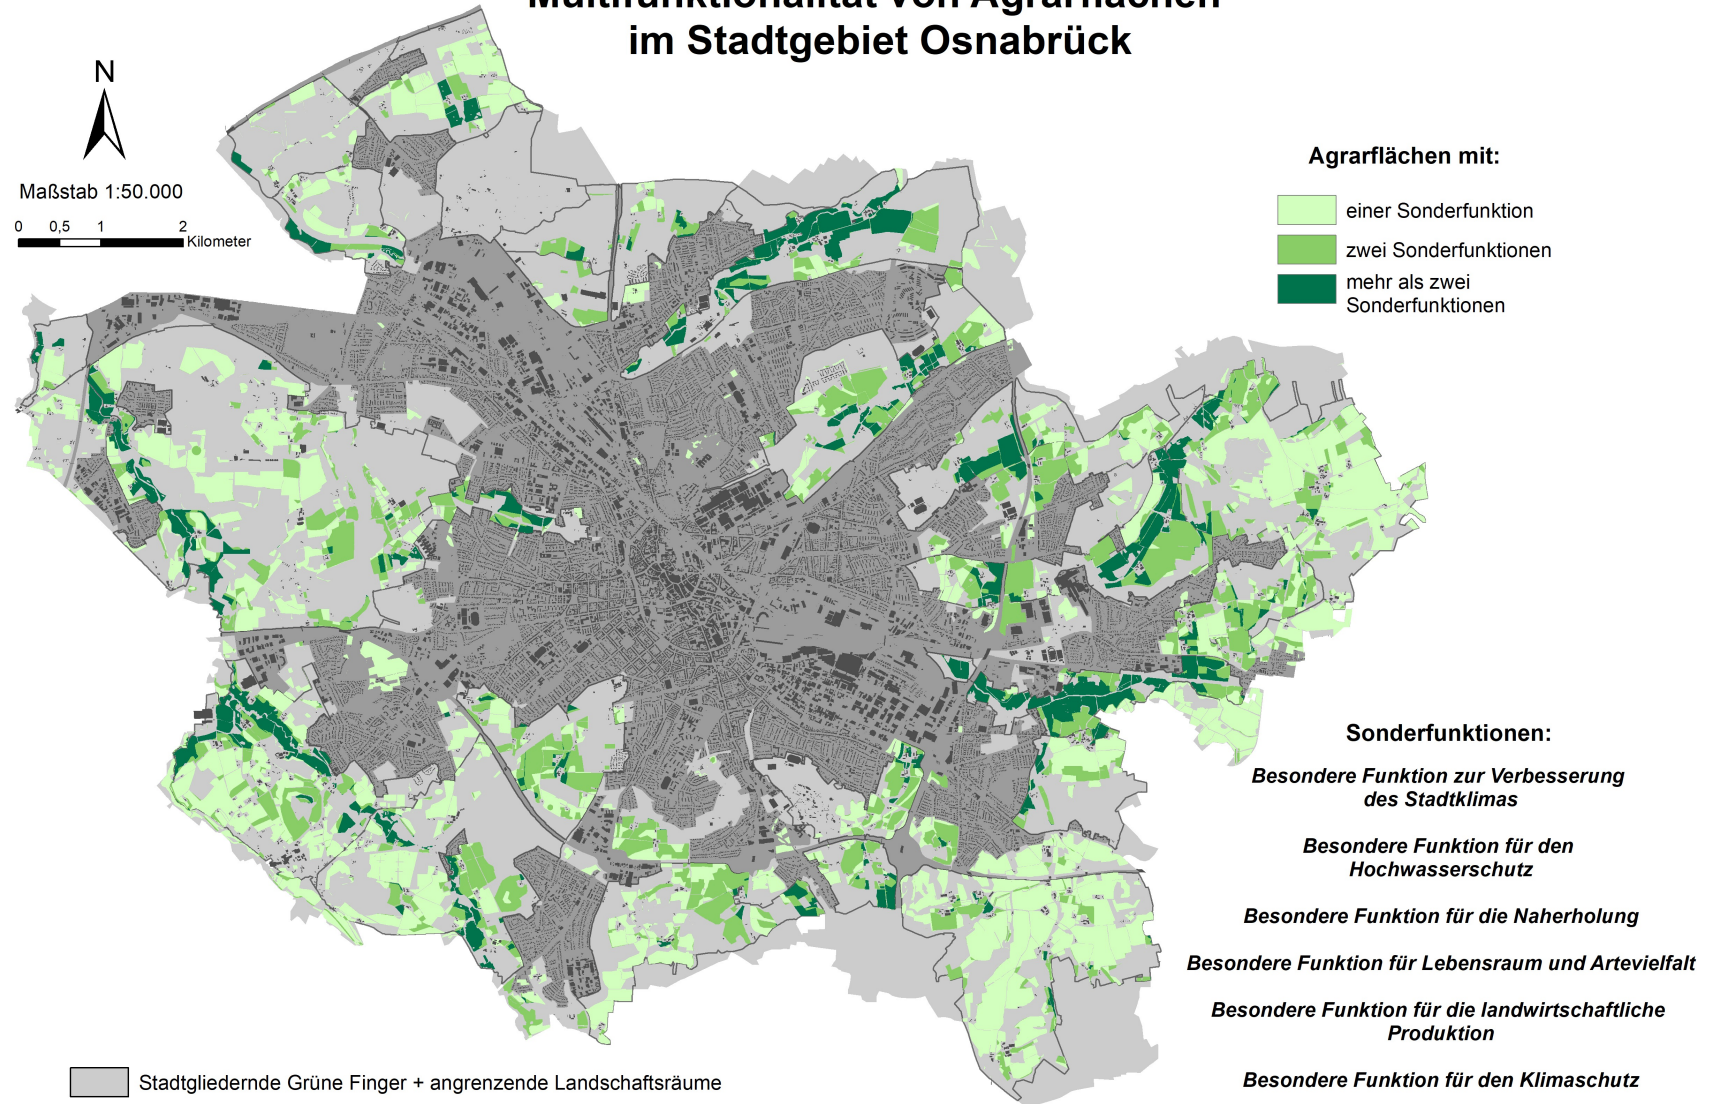 Multifunktionalität von Agrarflächen
im Stadtgebiet Osnabrück
N
Maßstab 1:50.000
0 0,5 1 2
Kilometer
Agrarflächen mit:
einer Sonderfunktion
zwei Sonderfunktionen
mehr als zwei
Sonderfunktionen
Sonderfunktionen:
Besondere Funktion zur Verbesserung
des Stadtklimas
Besondere Funktion für den
Hochwasserschutz
Besondere Funktion für die Naherholung
Besondere Funktion für Lebensraum und Artevielfalt
Besondere Funktion für die landwirtschaftliche
Produktion
Besondere Funktion für den Klimaschutz
Stadtgliedernde Grüne Finger + angrenzende Landschaftsräume